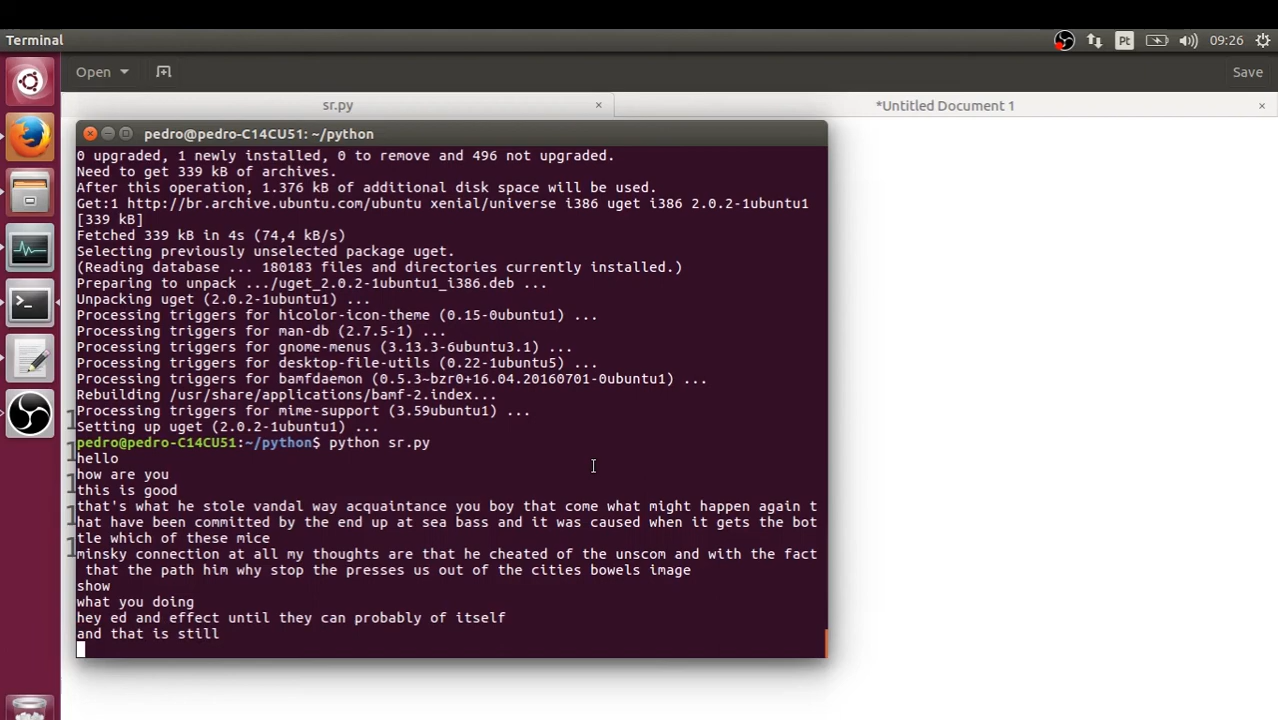 Terminal
Pt
09:26
Open
Save
sr.py
*Untitled Document 1
pedro@pedro-C14CU51: ~/python
0 upgraded, 1 newly installed, 0 to remove and 496 not upgraded.
Need to get 339 kB of archives.
After this operation, 1.376 kB of additional disk space will be used.
Get:1 http://br.archive.ubuntu.com/ubuntu xenial/universe i386 uget i386 2.0.2-1ubuntu1
[339 kB]
Fetched 339 kB in 4s (74,4 kB/s)
Selecting previously unselected package uget.
(Reading database ... 180183 files and directories currently installed.)
Preparing to unpack .../uget_2.0.2-1ubuntu1_i386.deb ...
Unpacking uget (2.0.2-1ubuntu1) ...
Processing triggers for hicolor-icon-theme (0.15-0ubuntu1) ...
Processing triggers for man-db (2.7.5-1) ...
Processing triggers for gnome-menus (3.13.3-6ubuntu3.1) ...
Processing triggers for desktop-file-utils (0.22-1ubuntu5) ...
Processing triggers for bamfdaemon (0.5.3~bzr0+16.04.20160701-0ubuntu1) ...
Rebuilding /usr/share/applications/bamf-2.index...
Processing triggers for mime-support (3.59ubuntu1) ...
Setting up uget (2.0.2-1ubuntu1) ...
pedro@pedro-C14CU51:~/python$ python sr.py
hello
how are you
this is good
that's what he stole vandal way acquaintance you boy that come what might happen again t
hat have been committed by the end up at sea bass and it was caused when it gets the bot
tle which of these mice
minsky connection at all my thoughts are that he cheated of the unscom and with the fact
that the path him why stop the presses us out of the cities bowels image
show
what you doing
hey ed and effect until they can probably of itself
and that is still